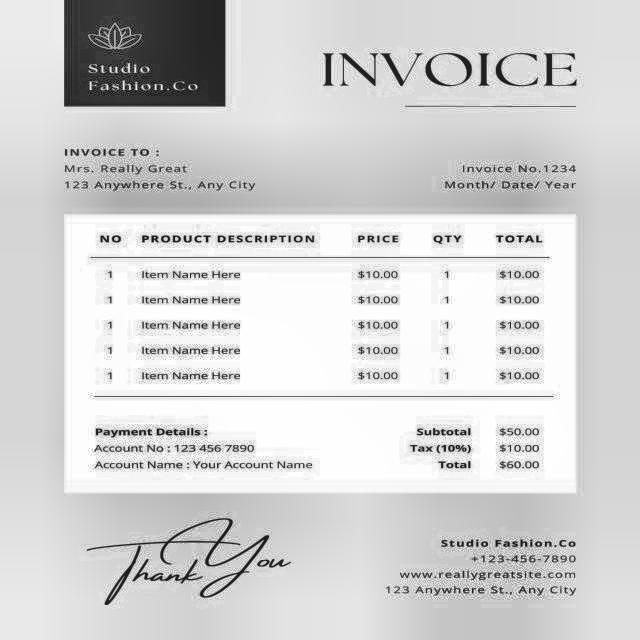 Studio
Fashion.Co
INVOICE
INVOICE TO :
Mrs. Really Great
123 Anywhere St., Any City
Invoice No.1234
Month/ Date/ Year
NO PRODUCT DESCRIPTION PRICE QTY TOTAL
1 Item Name Here $10.00 1 $10.00
1 Item Name Here $10.00 1 $10.00
1 Item Name Here $10.00 1 $10.00
1 Item Name Here $10.00 1 $10.00
1 Item Name Here $10.00 1 $10.00
Payment Details :
Account No : 123 456 7890
Account Name : Your Account Name
Subtotal $50.00
Tax (10%) $10.00
Total $60.00
Thank You
Studio Fashion.Co
+123-456-7890
www.reallygreatsite.com
123 Anywhere St., Any City